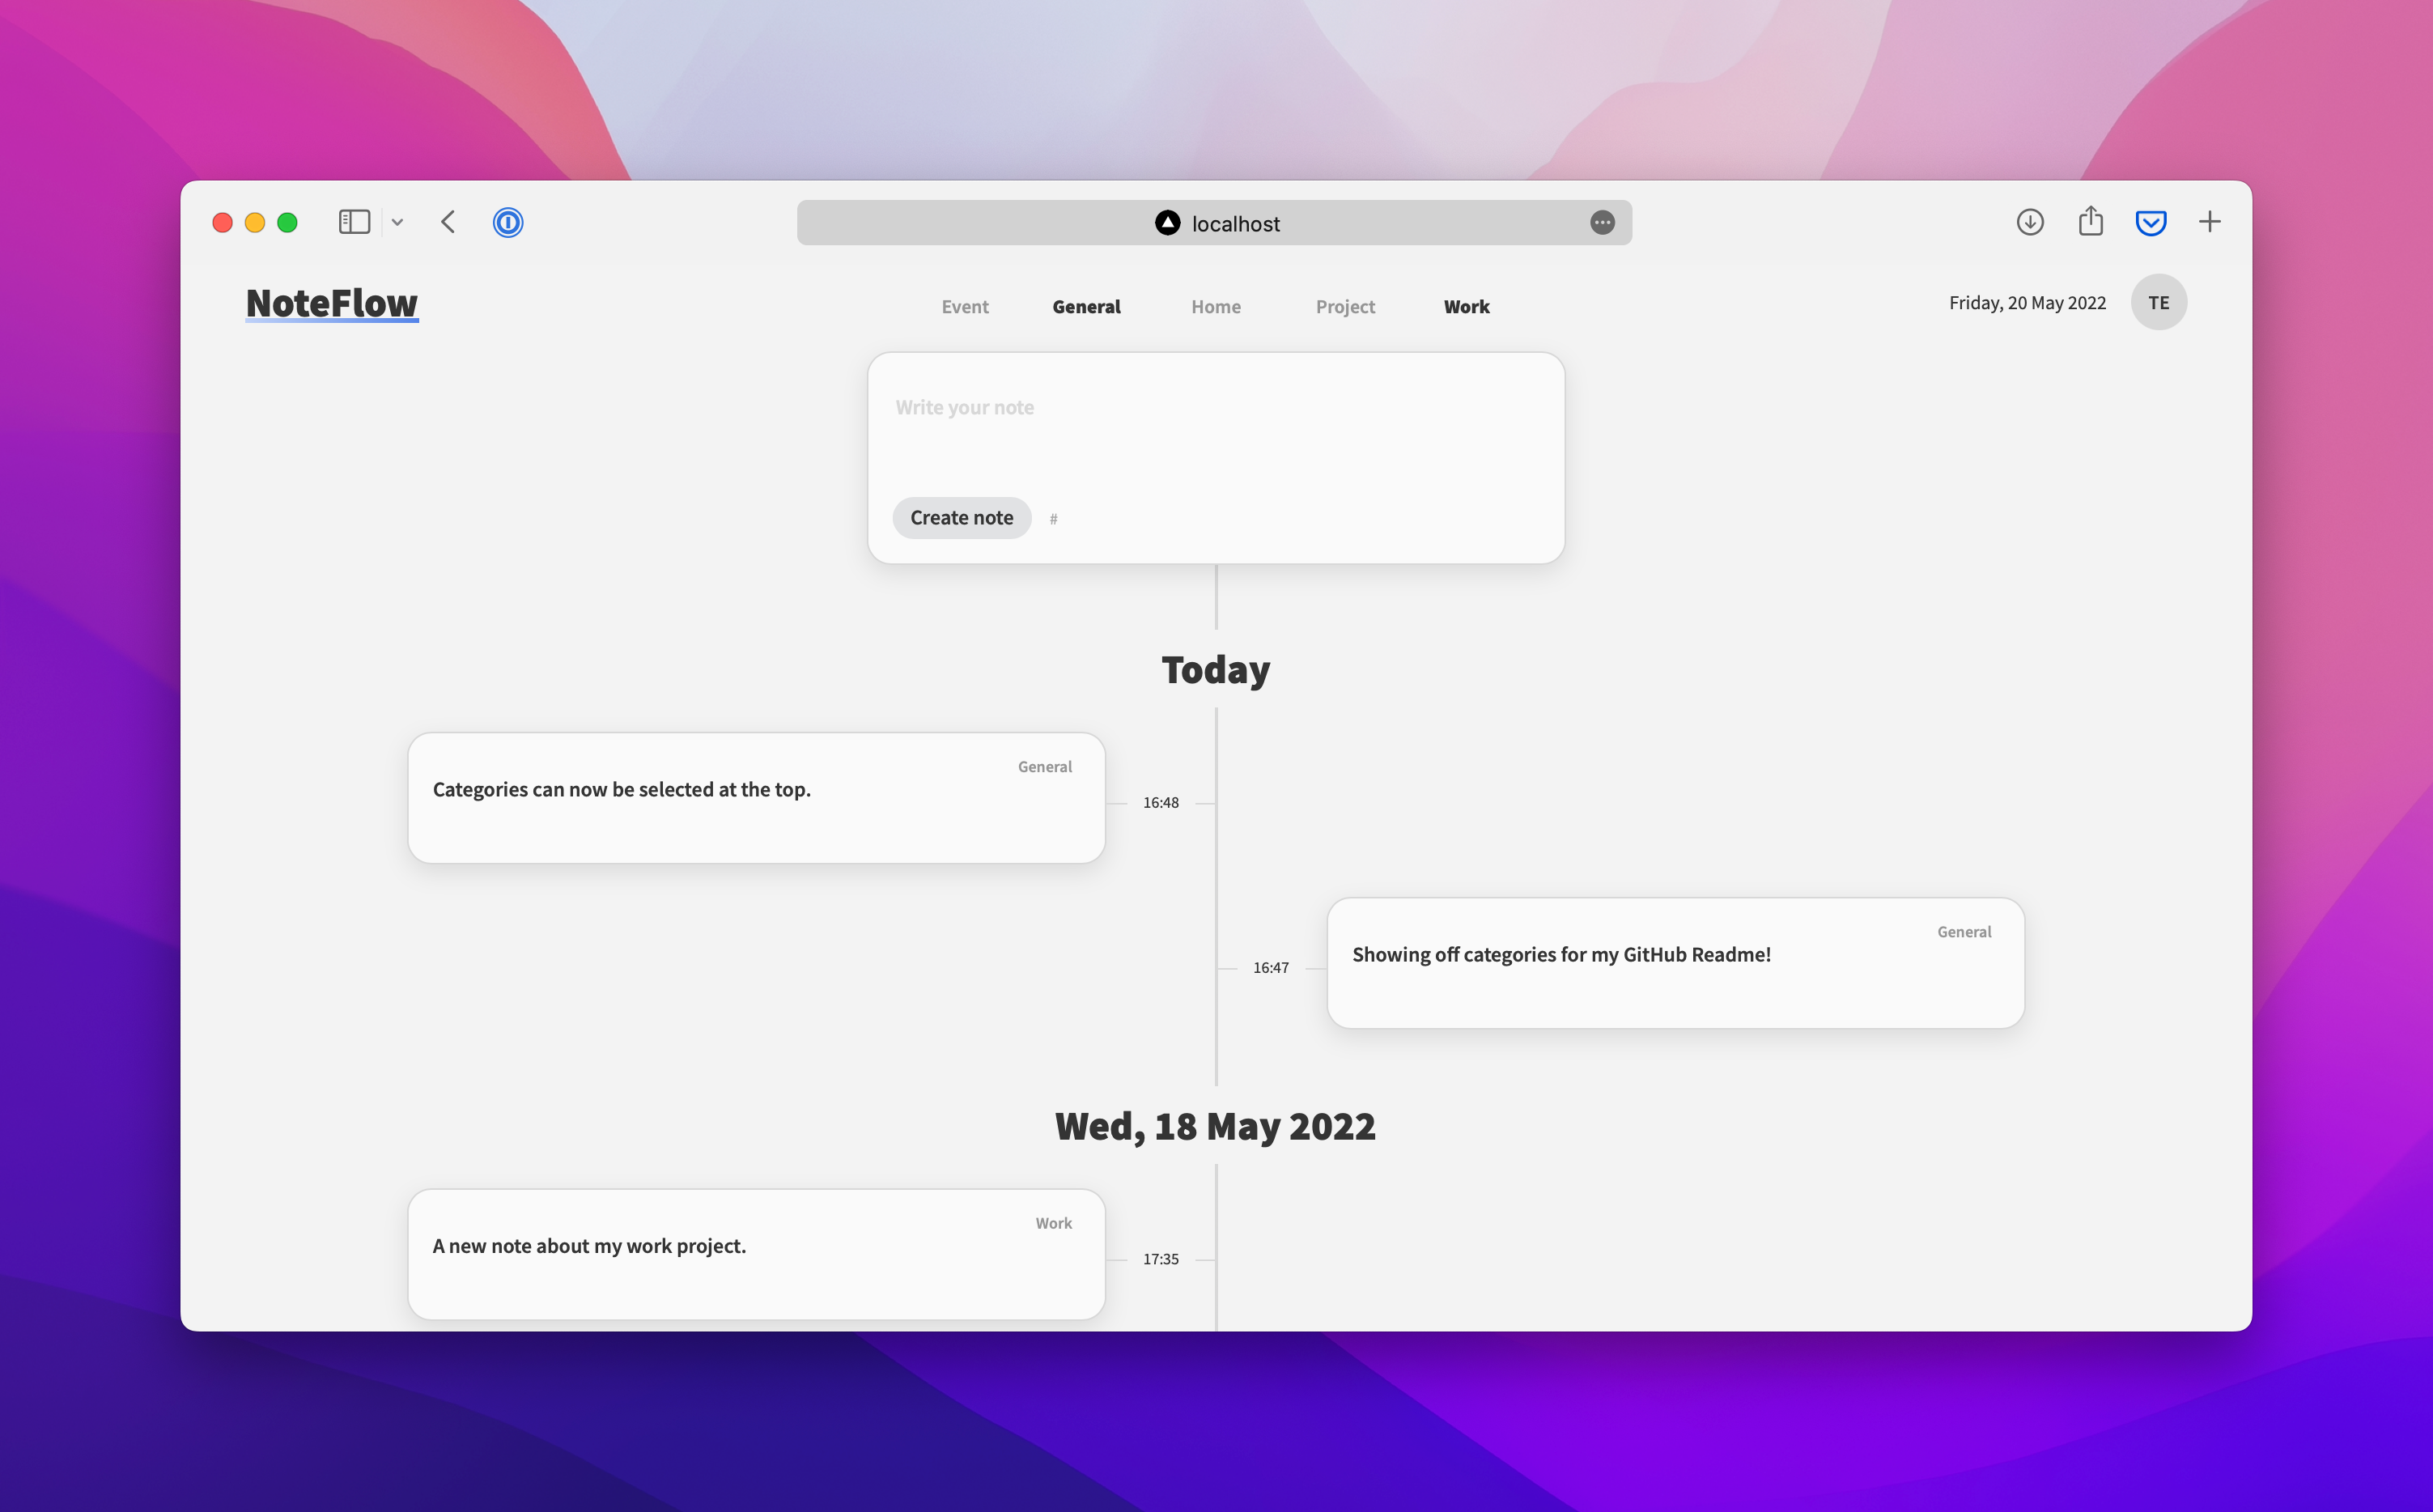 localhost
NoteFlow
Event General Home Project Work
Friday, 20 May 2022 TE
Write your note
Create note #
Today
General
Categories can now be selected at the top.
16:48
General
Showing off categories for my GitHub Readme!
16:47
Wed, 18 May 2022
Work
A new note about my work project.
17:35